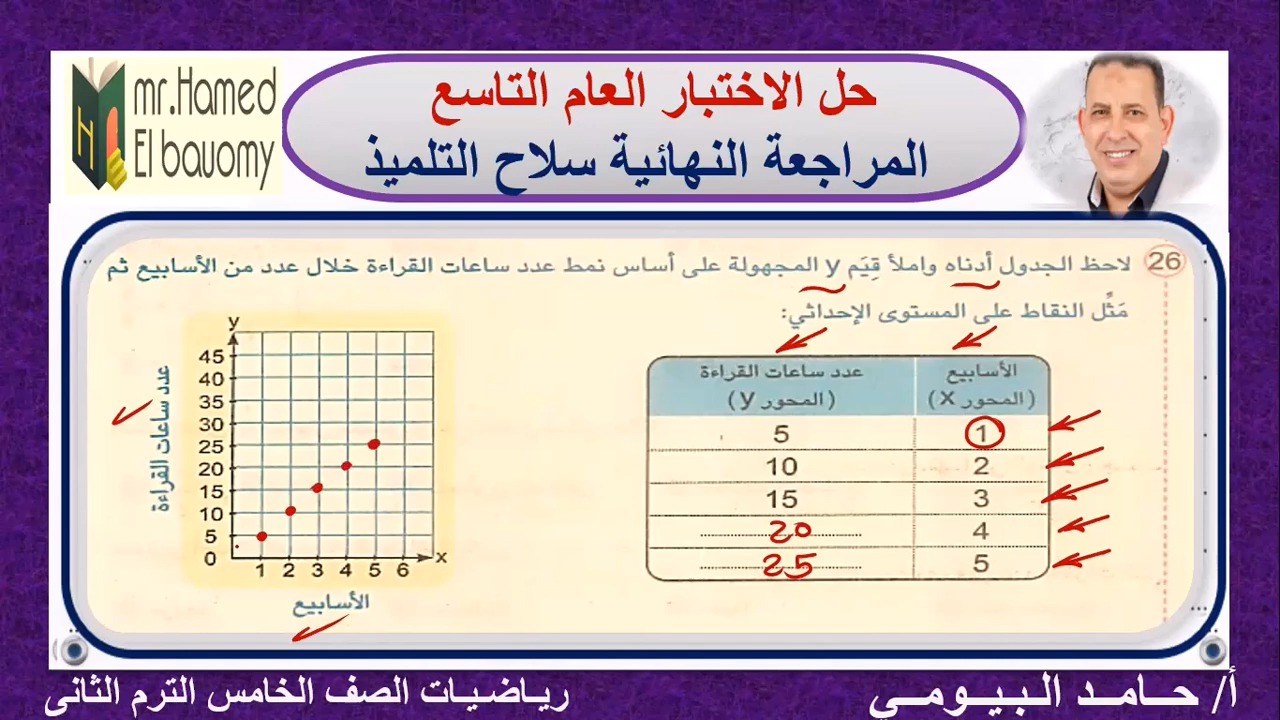 mr.Hamed
El bauomy
حل الاختبار العام التاسع
المراجعة النهائية سلاح التلميذ
26 لاحظ الجدول أدناه واملأ قِيَم y المجهولة على أساس نمط عدد ساعات القراءة خلال عدد من الأسابيع ثم
مَثِّل النقاط على المستوى الإحداثي:
الأسابيع عدد ساعات القراءة
(المحور x) (المحور y)
1 5
2 10
3 15
4 20
5 25
y
45
40
35
30
25
20
15
10
5
0
1 2 3 4 5 6 x
عدد ساعات القراءة
الأسابيع
أ/ حامد البيومي
رياضيات الصف الخامس الترم الثانى